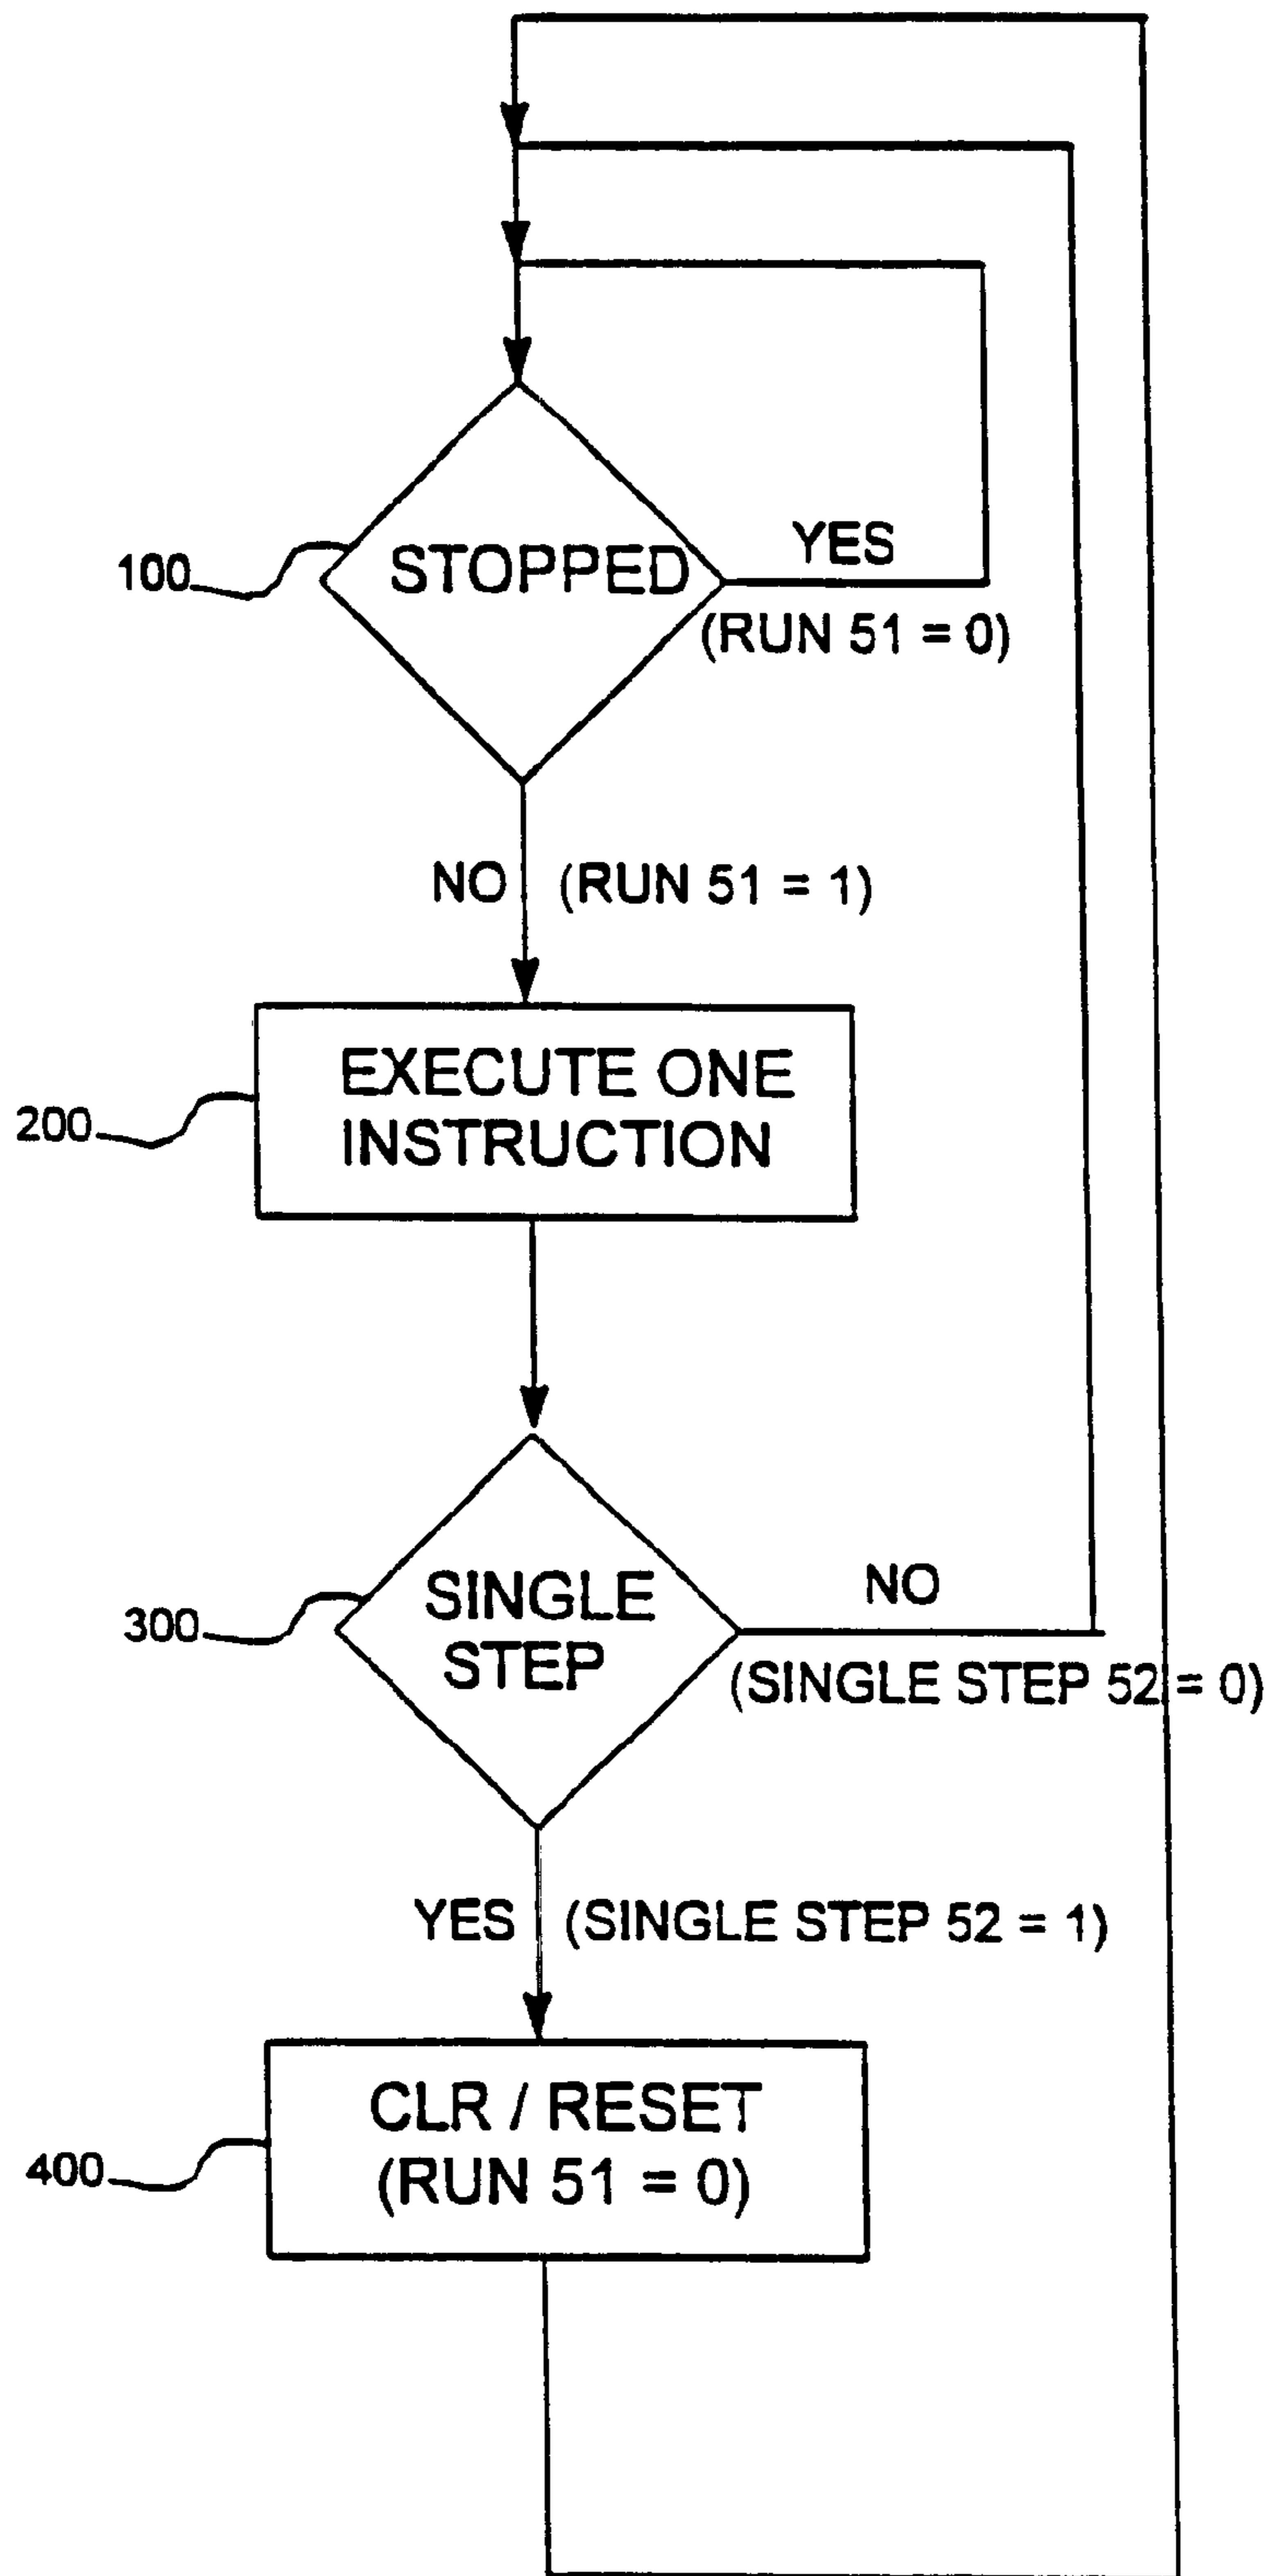 100
STOPPED
YES
(RUN 51 = 0)
NO (RUN 51 = 1)
200
EXECUTE ONE
INSTRUCTION
300
SINGLE
STEP
NO
(SINGLE STEP 52 = 0)
YES (SINGLE STEP 52 = 1)
400
CLR / RESET
(RUN 51 = 0)